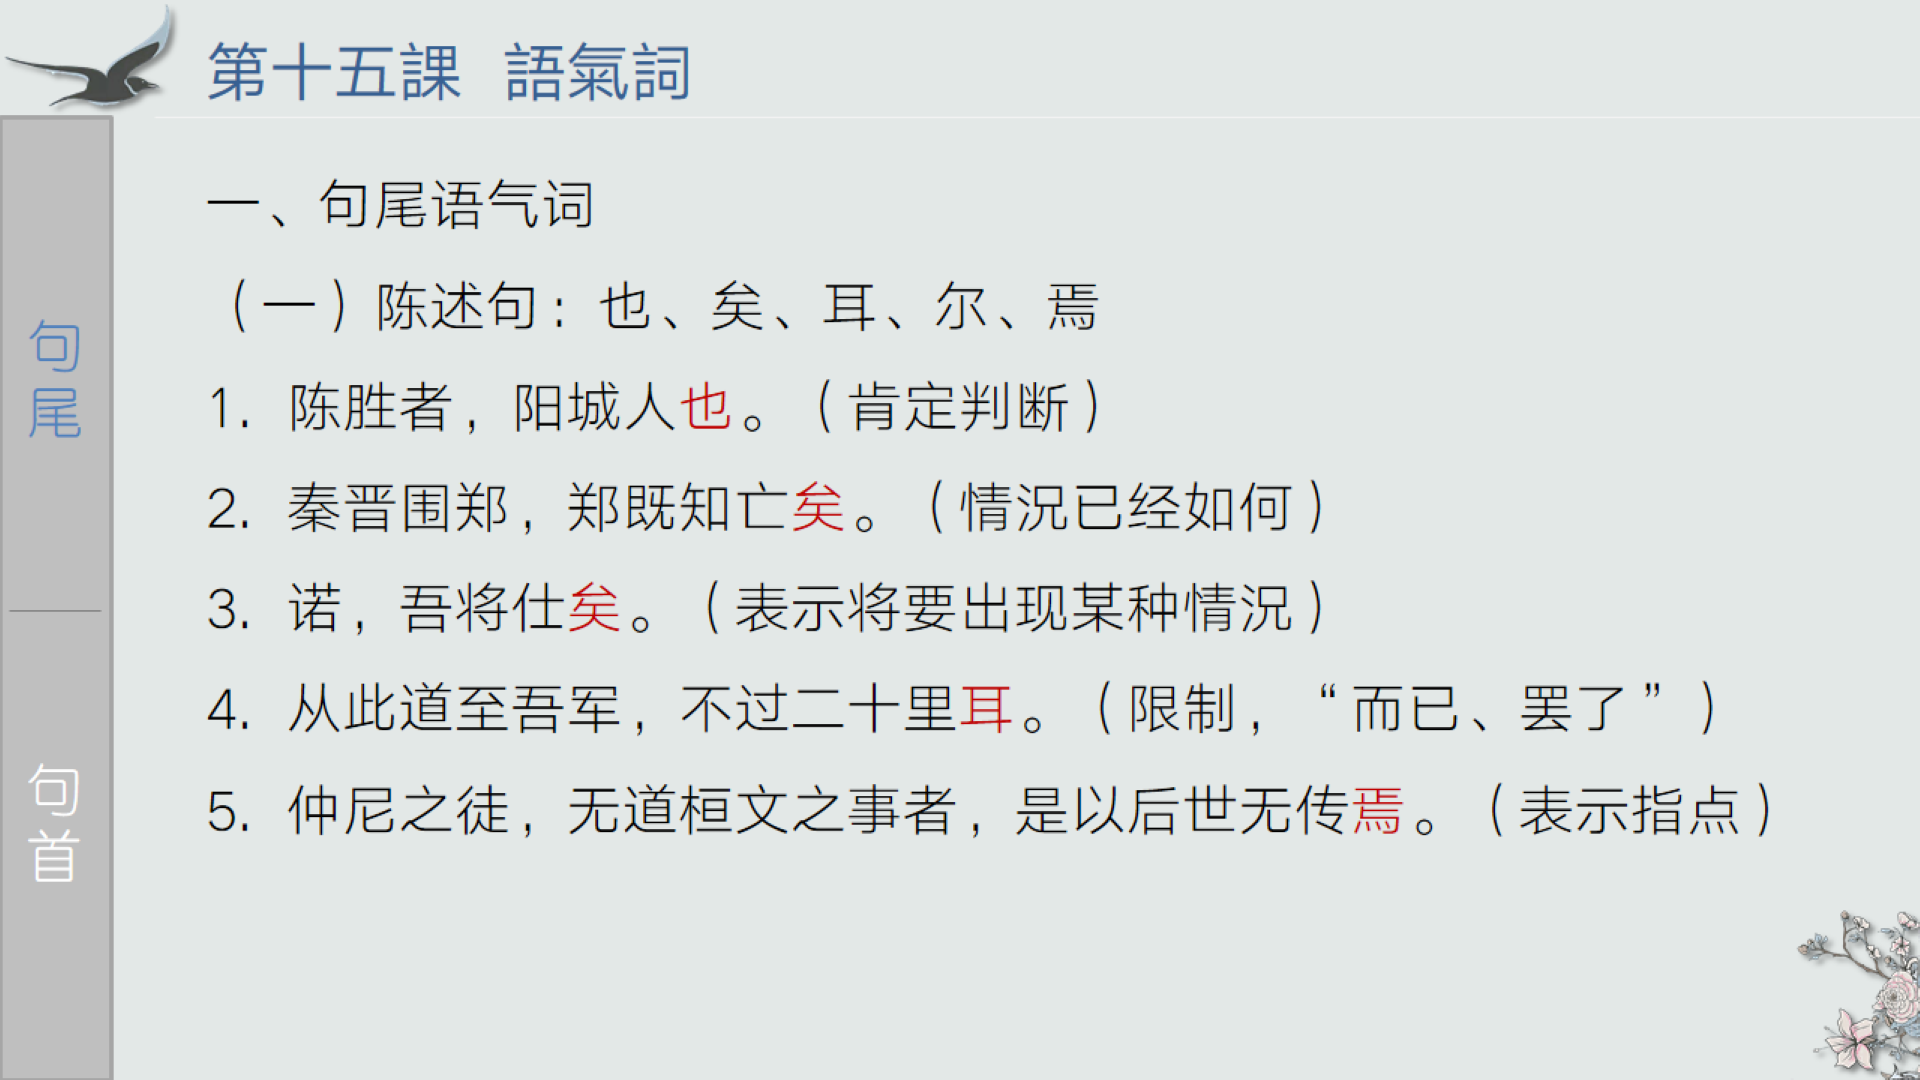 第十五課 語氣詞
句尾
句首
一、句尾语气词
（一）陈述句：也、矣、耳、尔、焉
1. 陈胜者，阳城人也。（肯定判断）
2. 秦晋围郑，郑既知亡矣。（情况已经如何）
3. 诺，吾将仕矣。（表示将要出现某种情况）
4. 从此道至吾军，不过二十里耳。（限制，“而已、罢了”）
5. 仲尼之徒，无道桓文之事者，是以后世无传焉。（表示指点）